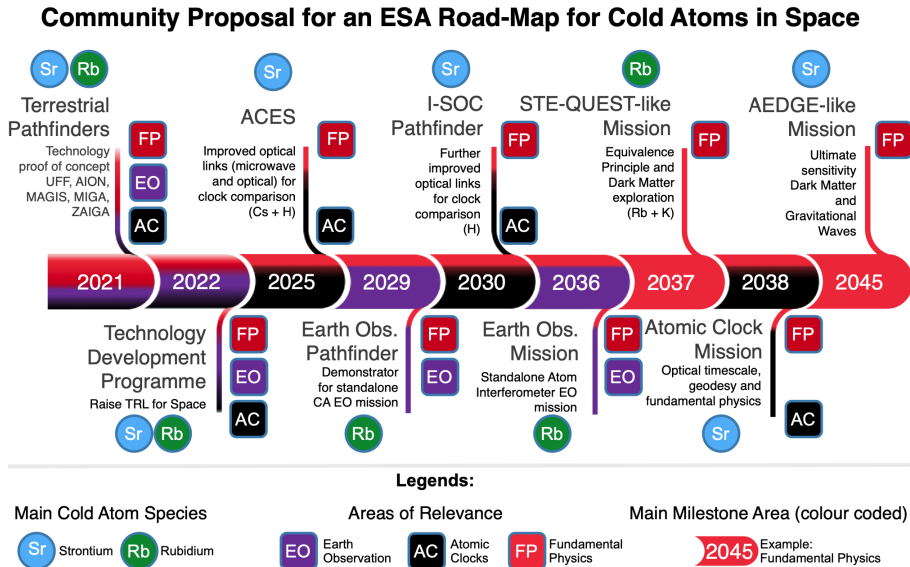 Community Proposal for an ESA Road-Map for Cold Atoms in Space
Sr Rb
Terrestrial
Pathfinders
Technology
proof of concept
UFF, AION,
MAGIS, MIGA,
ZAIGA
FP
EO
AC
Sr
ACES
Improved optical
links (microwave
and optical) for
clock comparison
(Cs + H)
FP
AC
Sr
I-SOC
Pathfinder
Further
improved
optical links
for clock
comparison
(H)
FP
AC
Rb
STE-QUEST-like
Mission
Equivalence
Principle and
Dark Matter
exploration
(Rb + K)
FP
Sr
AEDGE-like
Mission
Ultimate
sensitivity
Dark Matter
and
Gravitational
Waves
FP
2021 2022 2025 2029 2030 2036 2037 2038 2045
Technology
Development
Programme
Raise TRL for Space
Sr Rb
FP
EO
AC
Earth Obs.
Pathfinder
Demonstrator
for standalone
CA EO mission
Rb
FP
EO
Earth Obs.
Mission
Standalone Atom
Interferometer EO
mission
Rb
FP
EO
Atomic Clock
Mission
Optical timescale,
geodesy and
fundamental physics
Sr
FP
AC
Legends:
Main Cold Atom Species
Sr Strontium Rb Rubidium
Areas of Relevance
EO Earth
Observation
AC Atomic
Clocks
FP Fundamental
Physics
Main Milestone Area (colour coded)
2045 Example:
Fundamental Physics